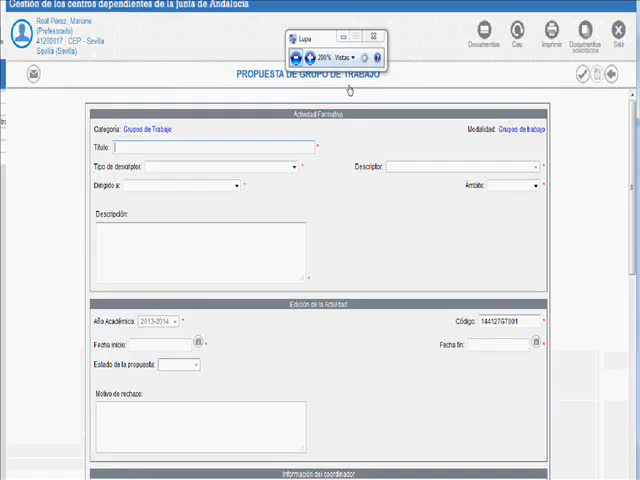 Gestión de los centros dependientes de la Junta de Andalucía
Real Pérez, Mariano
(Profesorado)
41200017 - CEP - Sevilla
Sevilla (Sevilla)
Lupa
200% Vistas
Documentos
Cau
Imprimir
Documentos solicitados
Salir
PROPUESTA DE GRUPO DE TRABAJO
Actividad Formativa
Categoría: Grupos de Trabajo
Modalidad: Grupos de trabajo
Título: *
Tipo de descriptor: *
Descriptor: *
Dirigido a: *
Ámbito: *
Descripción:
*
Edición de la Actividad
Año Académico: 2013-2014 *
Código: 144127GT001 *
Fecha inicio: *
Fecha fin: *
Estado de la propuesta:
Motivo de rechazo:
Información del coordinador